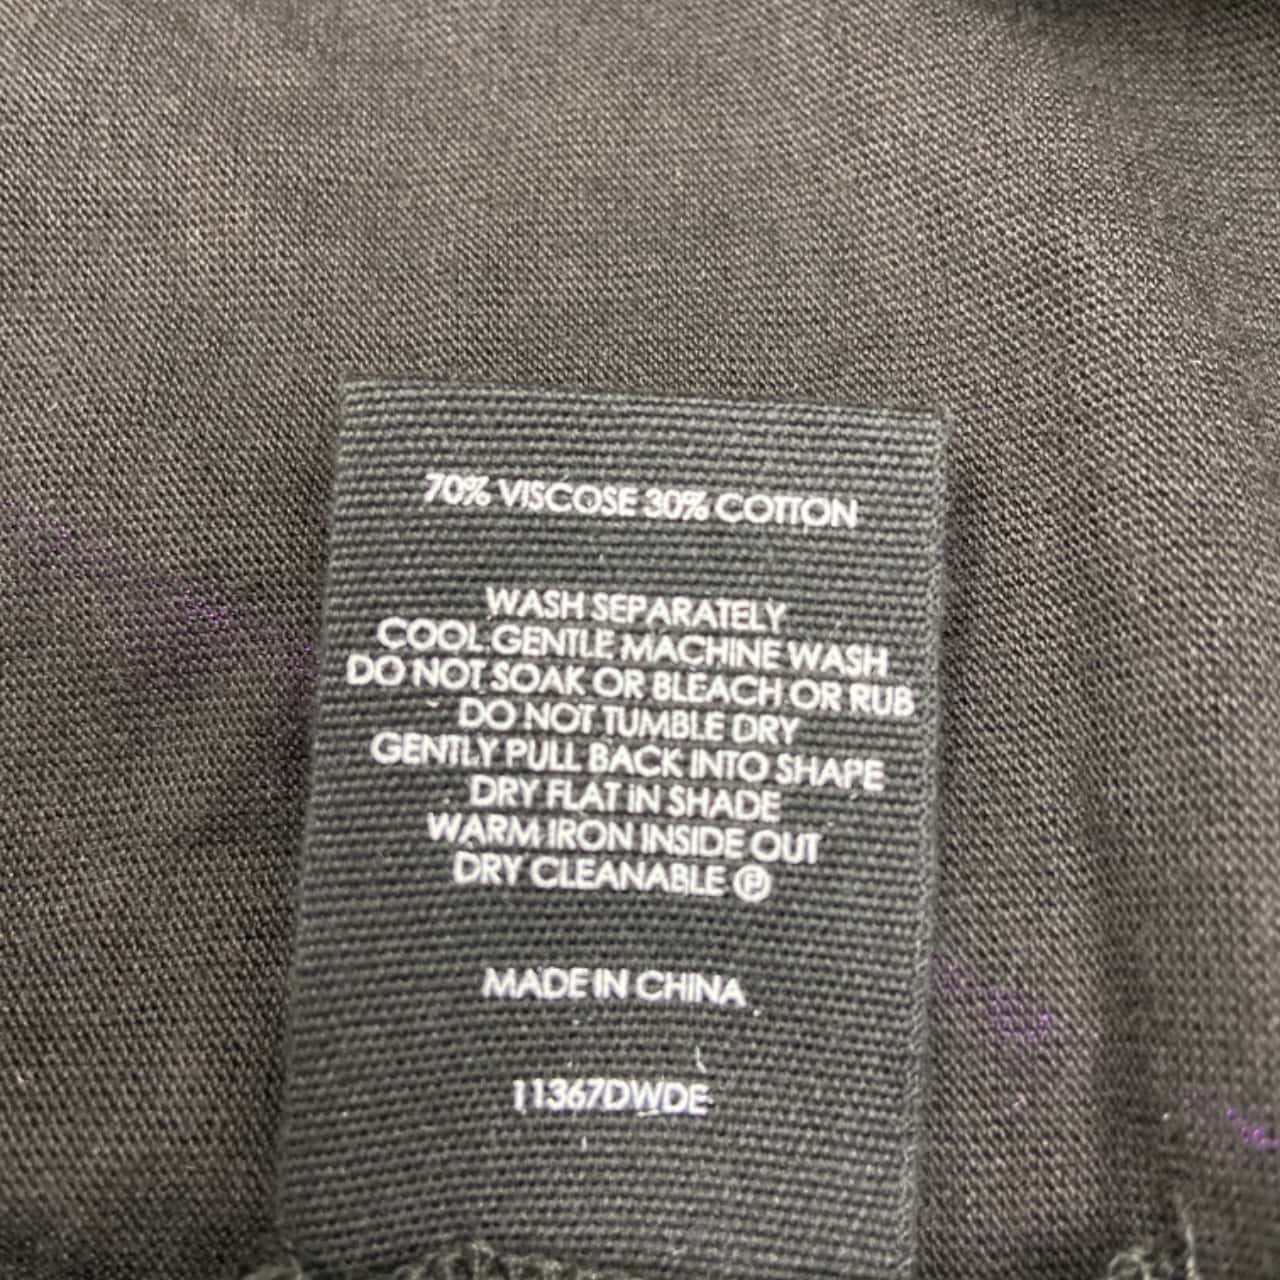 70% VISCOSE 30% COTTON
WASH SEPARATELY
COOL GENTLE MACHINE WASH
DO NOT SOAK OR BLEACH OR RUB
DO NOT TUMBLE DRY
GENTLY PULL BACK INTO SHAPE
DRY FLAT IN SHADE
WARM IRON INSIDE OUT
DRY CLEANABLE Ⓟ
MADE IN CHINA
11367DWDE